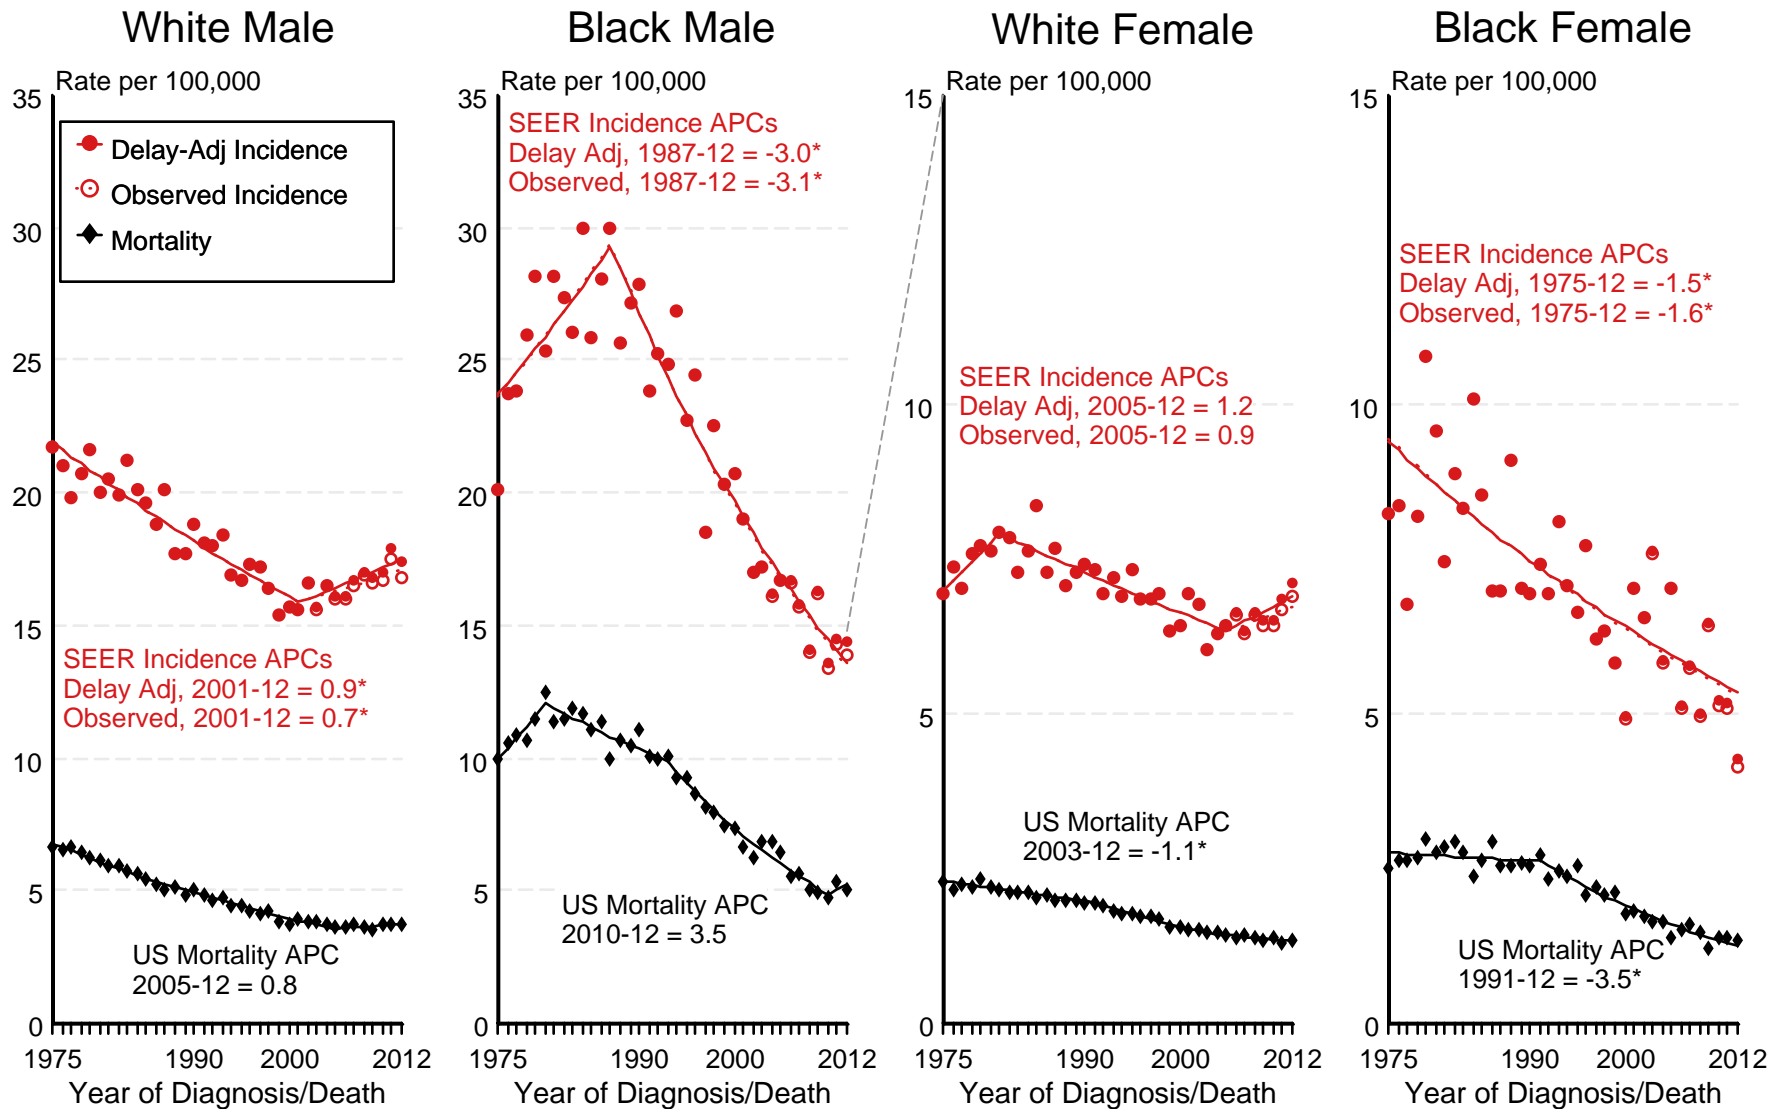 White Male
Rate per 100,000
35
30
25
20
15
10
5
0
Delay-Adj Incidence
Observed Incidence
Mortality
SEER Incidence APCs
Delay Adj, 2001-12 = 0.9*
Observed, 2001-12 = 0.7*
US Mortality APC
2005-12 = 0.8
1975 1990 2000 2012
Year of Diagnosis/Death
Black Male
Rate per 100,000
35
30
25
20
15
10
5
0
SEER Incidence APCs
Delay Adj, 1987-12 = -3.0*
Observed, 1987-12 = -3.1*
US Mortality APC
2010-12 = 3.5
1975 1990 2000 2012
Year of Diagnosis/Death
White Female
Rate per 100,000
15
10
5
0
SEER Incidence APCs
Delay Adj, 2005-12 = 1.2
Observed, 2005-12 = 0.9
US Mortality APC
2003-12 = -1.1*
1975 1990 2000 2012
Year of Diagnosis/Death
Black Female
Rate per 100,000
15
10
5
0
SEER Incidence APCs
Delay Adj, 1975-12 = -1.5*
Observed, 1975-12 = -1.6*
US Mortality APC
1991-12 = -3.5*
1975 1990 2000 2012
Year of Diagnosis/Death